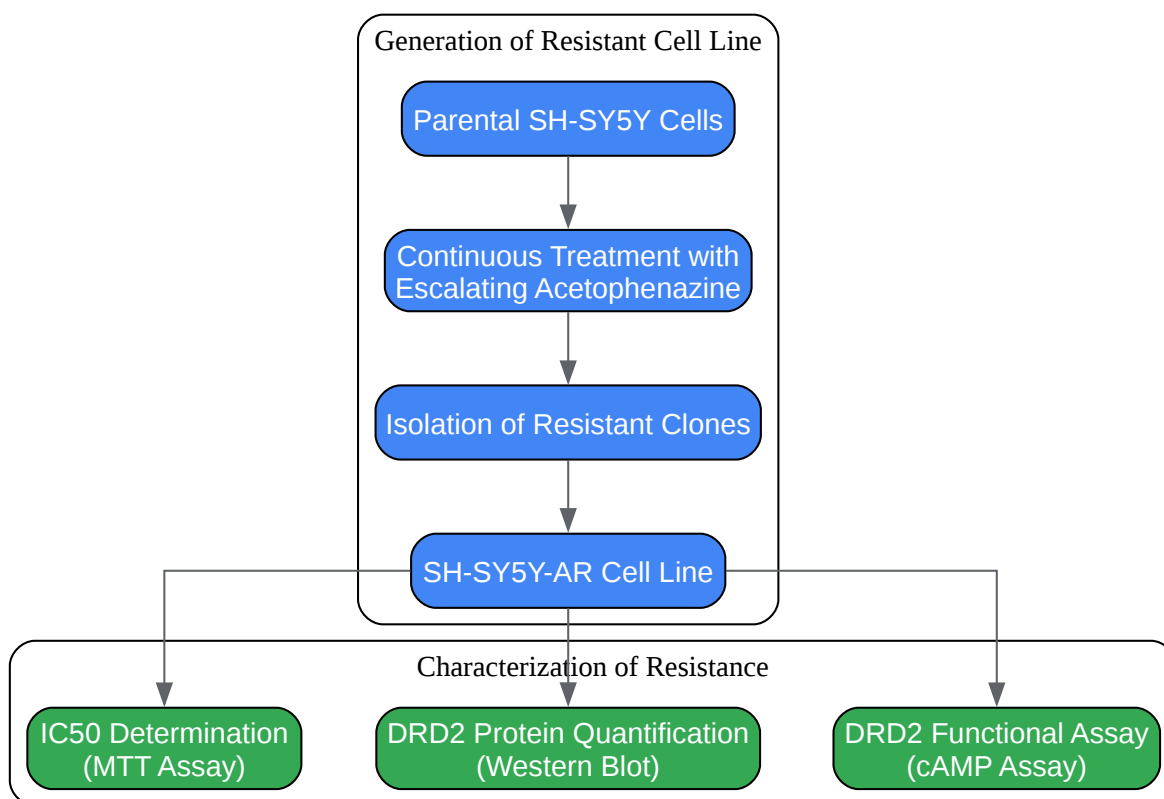 Generation of Resistant Cell Line
Parental SH-SY5Y Cells
Continuous Treatment with
Escalating Acetophenazine
Isolation of Resistant Clones
SH-SY5Y-AR Cell Line
Characterization of Resistance
IC50 Determination
(MTT Assay)
DRD2 Protein Quantification
(Western Blot)
DRD2 Functional Assay
(cAMP Assay)